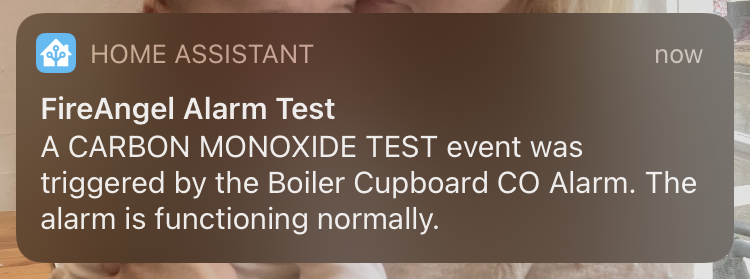 HOME ASSISTANT now
FireAngel Alarm Test
A CARBON MONOXIDE TEST event was
triggered by the Boiler Cupboard CO Alarm. The
alarm is functioning normally.